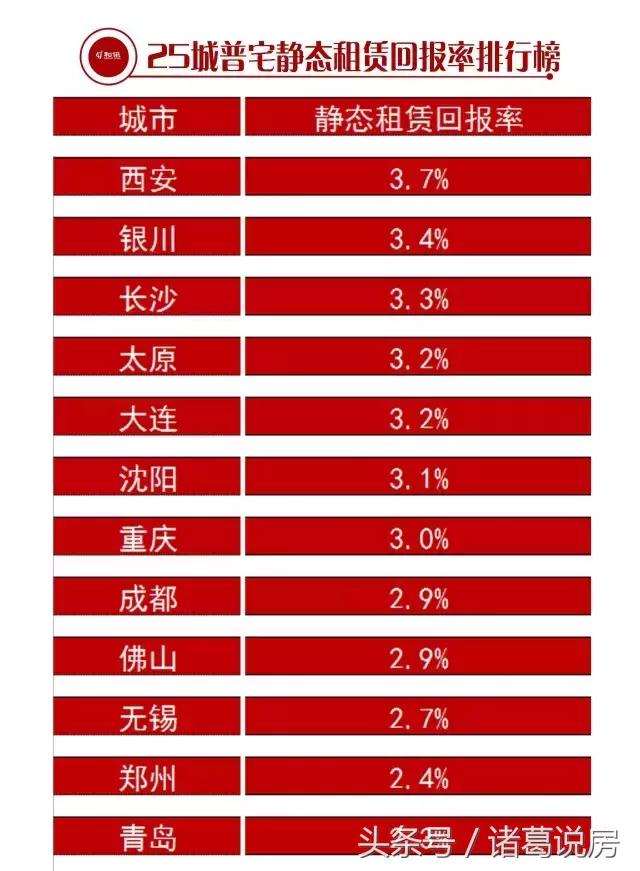 25城普宅静态租赁回报率排行榜
城市 静态租赁回报率
西安 3.7%
银川 3.4%
长沙 3.3%
太原 3.2%
大连 3.2%
沈阳 3.1%
重庆 3.0%
成都 2.9%
佛山 2.9%
无锡 2.7%
郑州 2.4%
青岛
头条号 / 诸葛说房